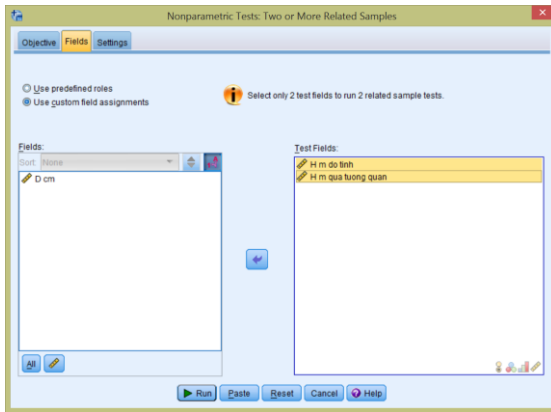 Nonparametric Tests: Two or More Related Samples
Objective Fields Settings
Use predefined roles
Use custom field assignments
Select only 2 test fields to run 2 related sample tests.
Fields:
Sort: None
D cm
Test Fields:
H m do tinh
H m qua tuong quan
All
Run Paste Reset Cancel Help